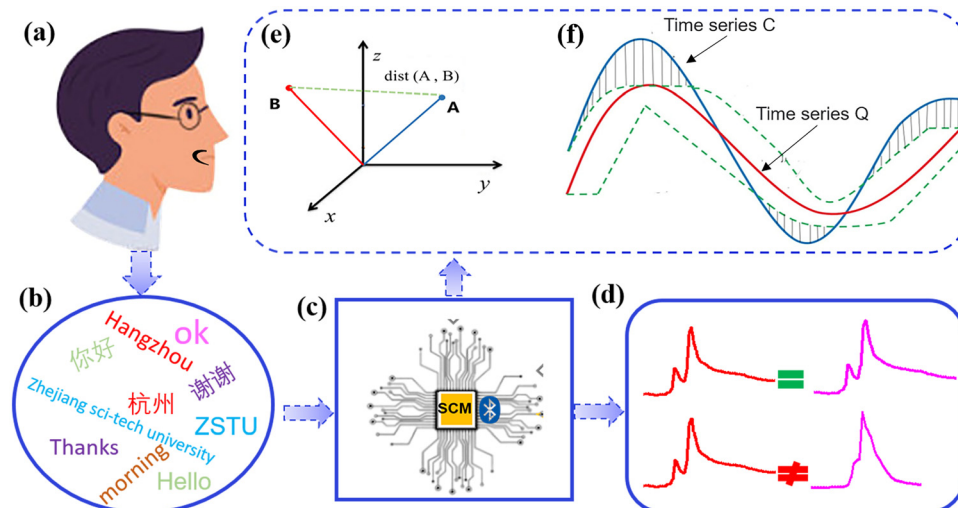 (a)
(e)
z
dist (A , B)
B
A
y
x
(f)
Time series C
Time series Q
(b)
Hangzhou
ok
你好
谢谢
Zhejiang sci-tech university
杭州
ZSTU
Thanks
morning
Hello
(c)
SCM
(d)